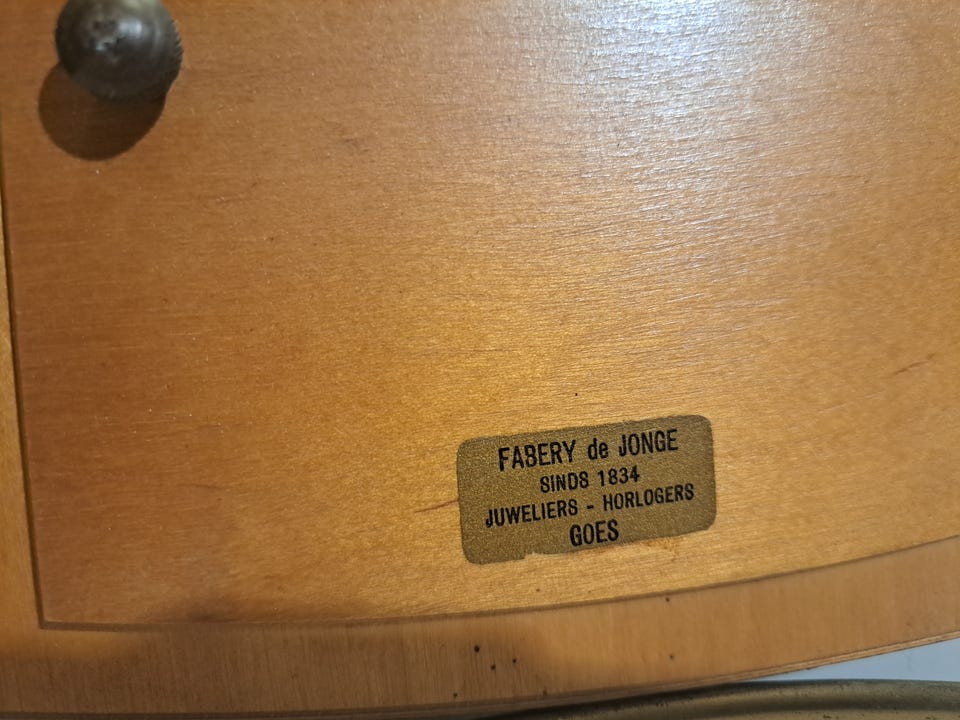 FABERY de JONGE
SINDS 1834
JUWELIERS - HORLOGERS
GOES